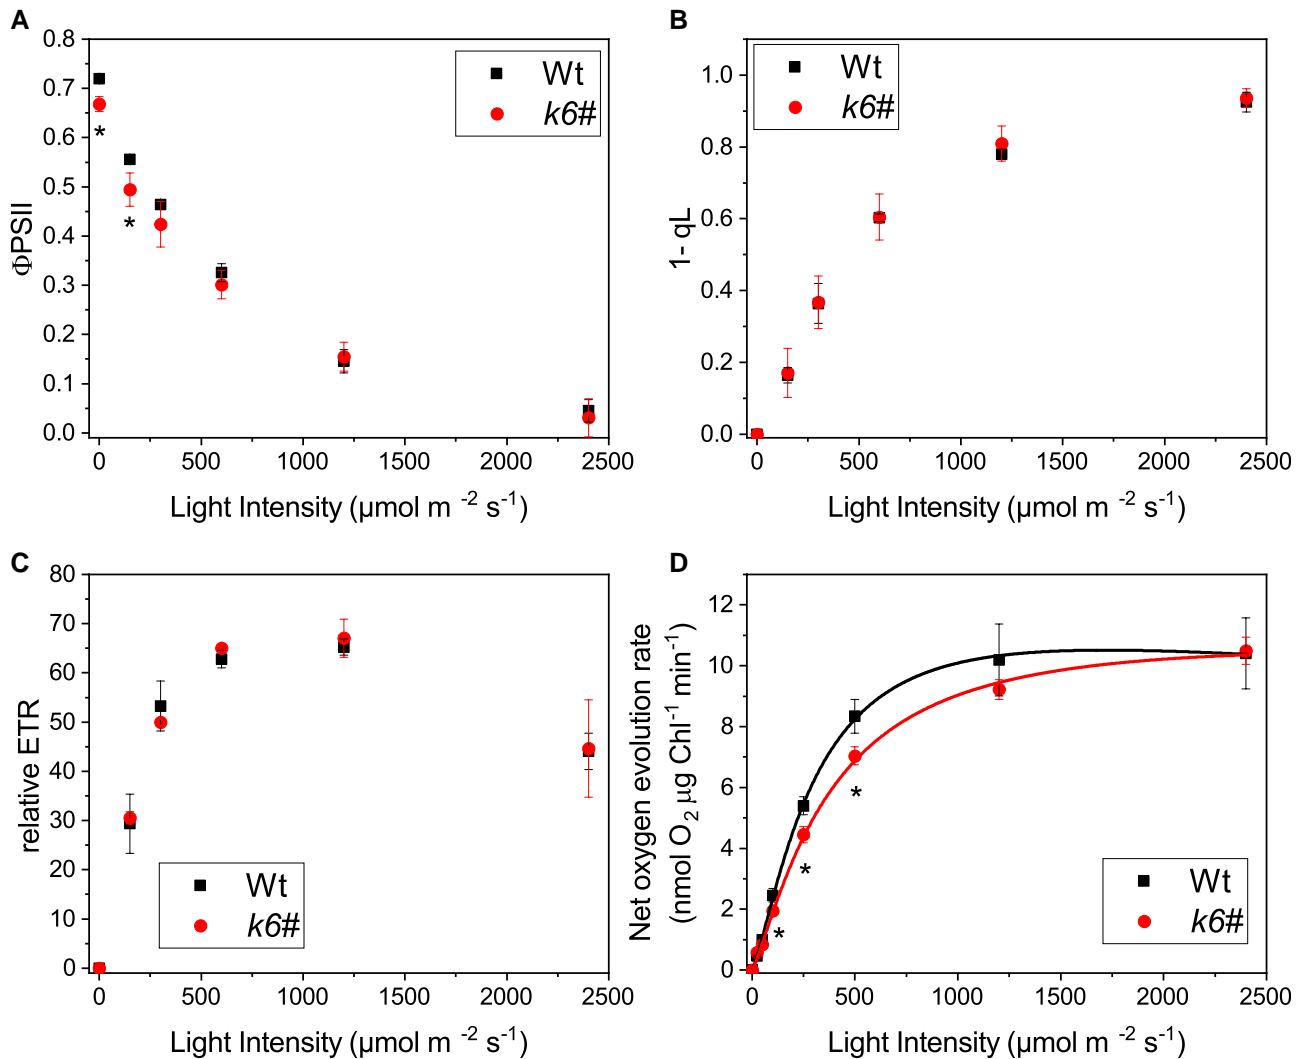 A
0.8
0.7
0.6
0.5
0.4
0.3
0.2
0.1
0.0
ΦPSII
Wt
k6#
*
*
0 500 1000 1500 2000 2500
Light Intensity (μmol m⁻² s⁻¹)
B
1.0
0.8
0.6
0.4
0.2
0.0
1- qL
Wt
k6#
0 500 1000 1500 2000 2500
Light Intensity (μmol m⁻² s⁻¹)
C
80
70
60
50
40
30
20
10
0
relative ETR
Wt
k6#
0 500 1000 1500 2000 2500
Light Intensity (μmol m⁻² s⁻¹)
D
12
10
8
6
4
2
0
Net oxygen evolution rate
(nmol O₂ μg Chl⁻¹ min⁻¹)
*
*
*
Wt
k6#
0 500 1000 1500 2000 2500
Light Intensity (μmol m⁻² s⁻¹)